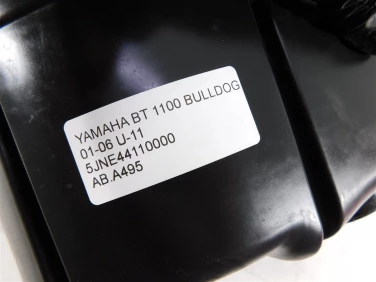 YAMAHA BT 1100 BULLDOG
01-06 U-11
5JNE44110000
AB.A495